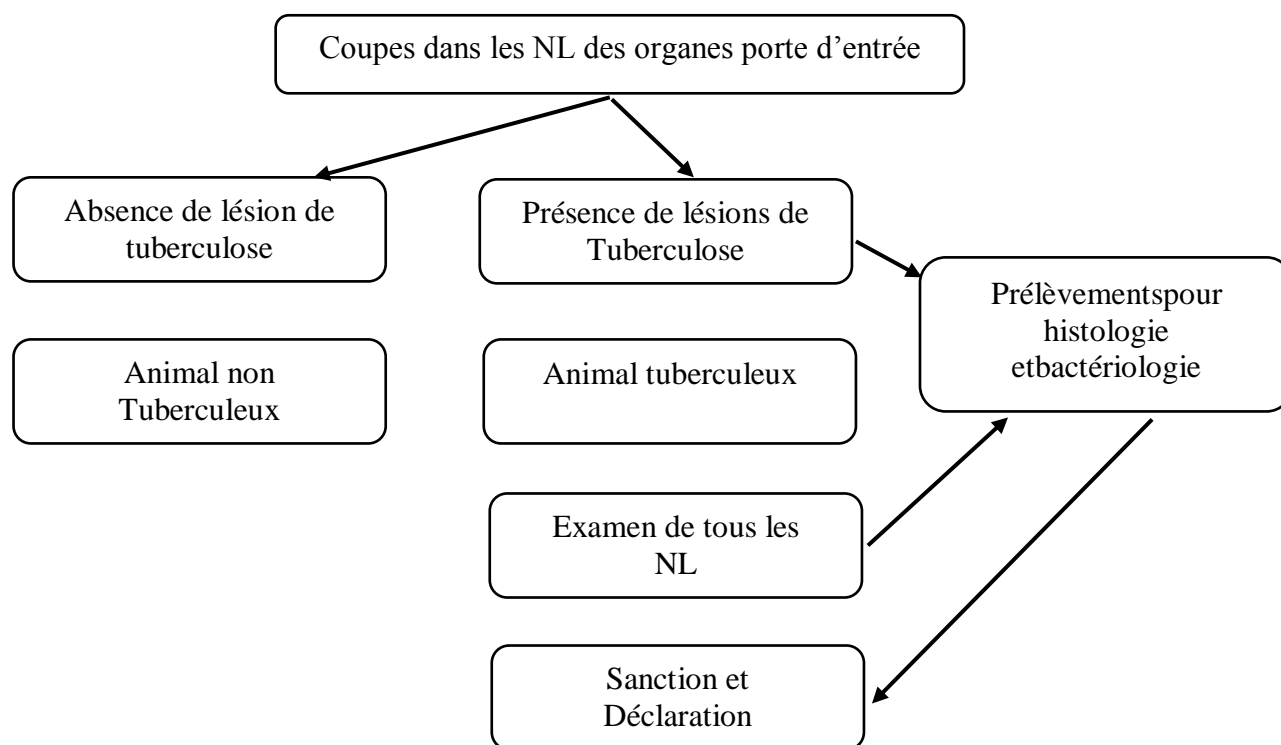 Coupes dans les NL des organes porte d’entrée
Absence de lésion de
tuberculose
Présence de lésions de
Tuberculose
Prélèvementspour
histologie
etbactériologie
Animal non
Tuberculeux
Animal tuberculeux
Examen de tous les
NL
Sanction et
Déclaration